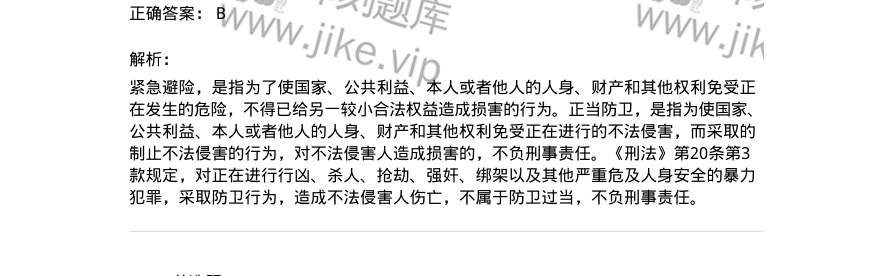 正确答案： B
刻题库
www.jike.vip
www.jik
解析：
紧急避险，是指为了使国家、公共利益、本人或者他人的人身、财产和其他权利免受正
在发生的危险，不得已给另一较小合法权益造成损害的行为。正当防卫，是指为使国家、
公共利益、本人或者他人的人身、财产和其他权利免受正在进行的不法侵害，而采取的
制止不法侵害的行为，对不法侵害人造成损害的，不负刑事责任。《刑法》第20条第3
款规定，对正在进行行凶、杀人、抢劫、强奸、绑架以及其他严重危及人身安全的暴力
犯罪，采取防卫行为，造成不法侵害人伤亡，不属于防卫过当，不负刑事责任。